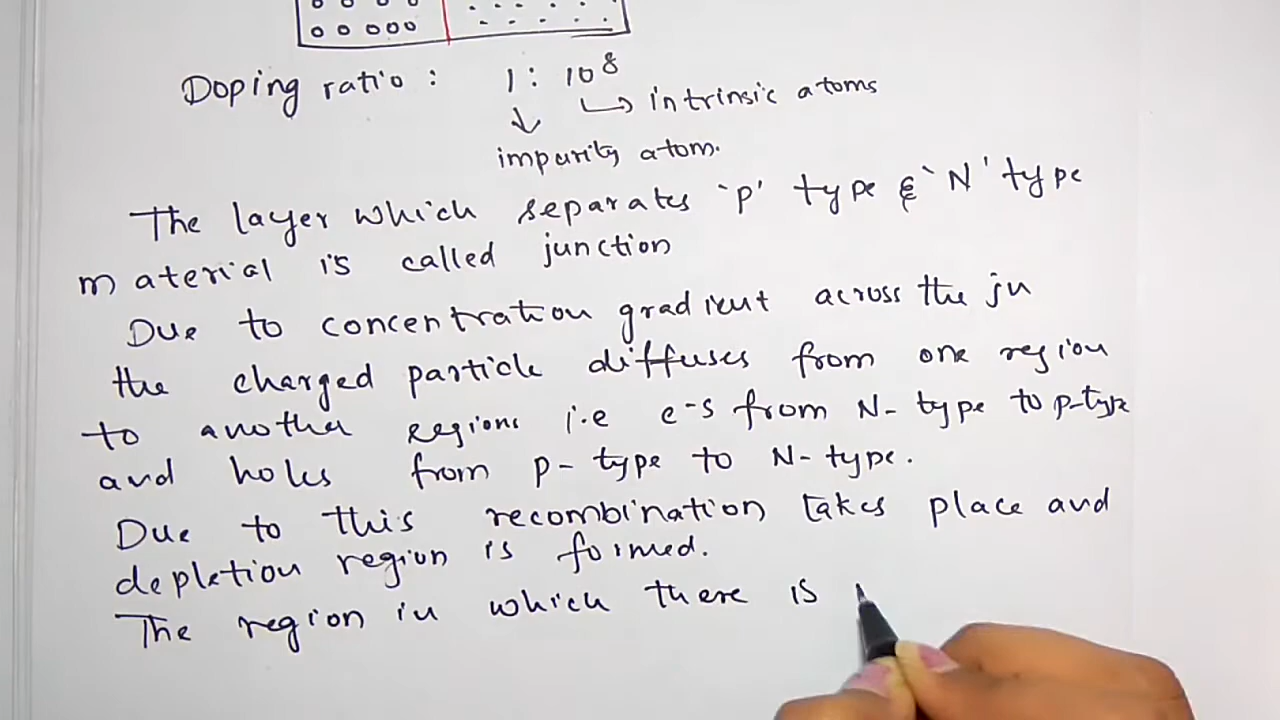 Doping ratio : 1 : 10⁸
intrinsic atoms
impurity atom.
The layer which separates 'p' type & 'N' type
material is called junction
Due to concentration gradient across the ju
the charged particle diffuses from one region
to another regions i.e e-s from N-type to p-type
and holes from p-type to N-type.
Due to this recombination takes place and
depletion region is formed.
The region in which there is